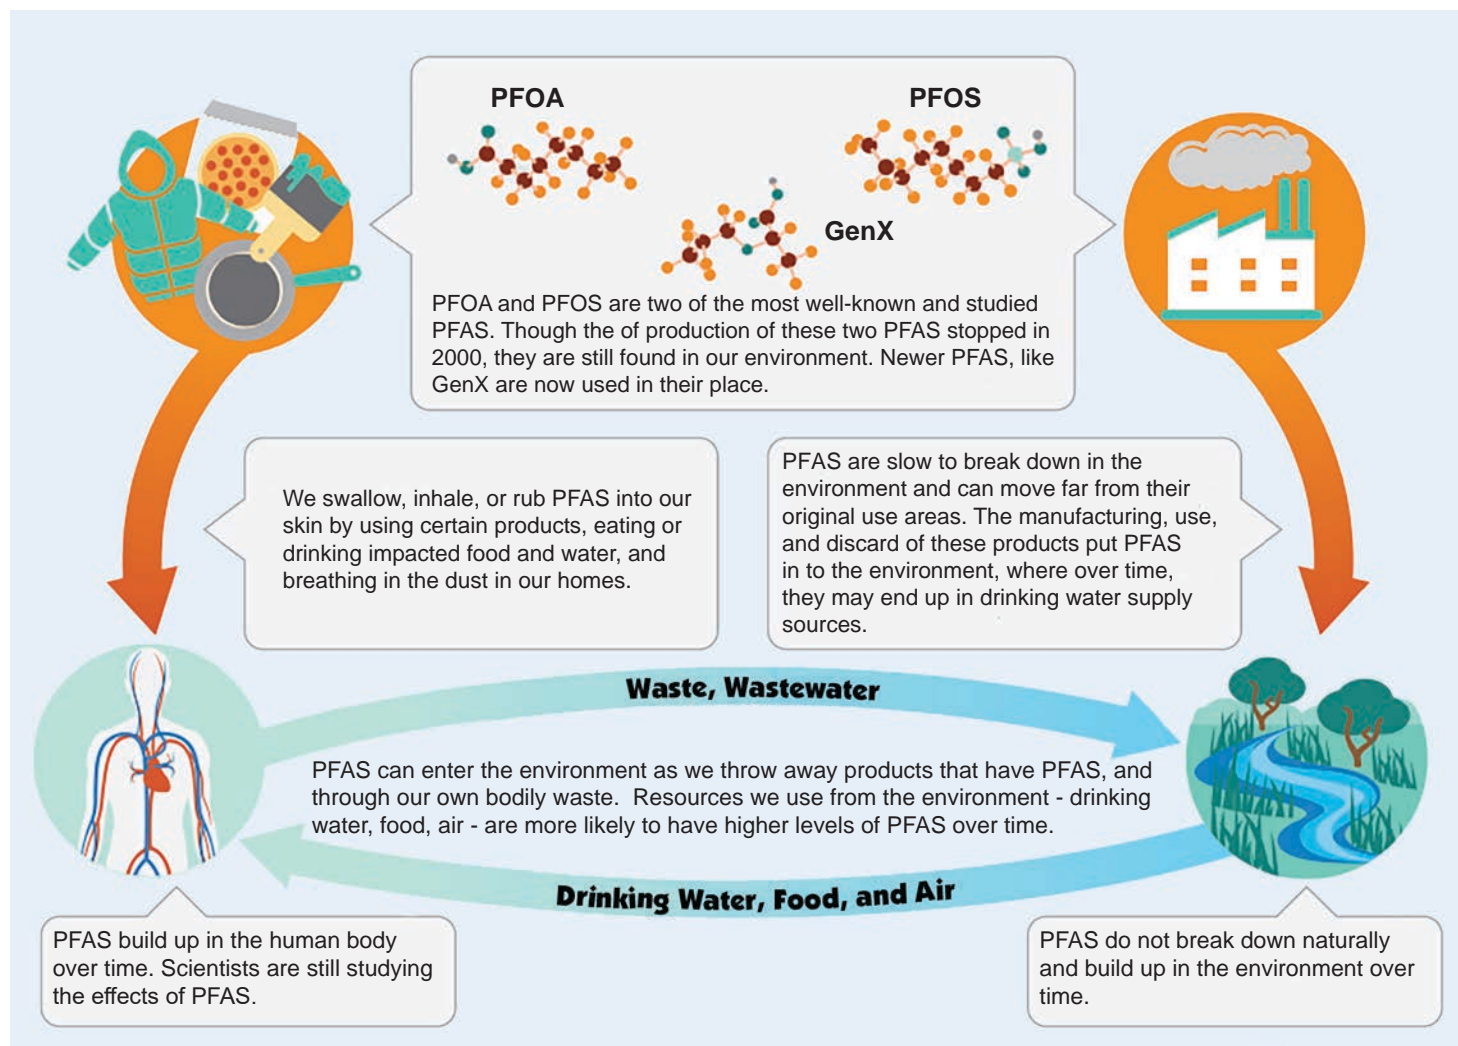 PFOA
PFOS
GenX
PFOA and PFOS are two of the most well-known and studied
PFAS. Though the of production of these two PFAS stopped in
2000, they are still found in our environment. Newer PFAS, like
GenX are now used in their place.
We swallow, inhale, or rub PFAS into our
skin by using certain products, eating or
drinking impacted food and water, and
breathing in the dust in our homes.
PFAS are slow to break down in the
environment and can move far from their
original use areas. The manufacturing, use,
and discard of these products put PFAS
in to the environment, where over time,
they may end up in drinking water supply
sources.
Waste, Wastewater
PFAS can enter the environment as we throw away products that have PFAS, and
through our own bodily waste.  Resources we use from the environment - drinking
water, food, air - are more likely to have higher levels of PFAS over time.
Drinking Water, Food, and Air
PFAS build up in the human body
over time. Scientists are still studying
the effects of PFAS.
PFAS do not break down naturally
and build up in the environment over
time.